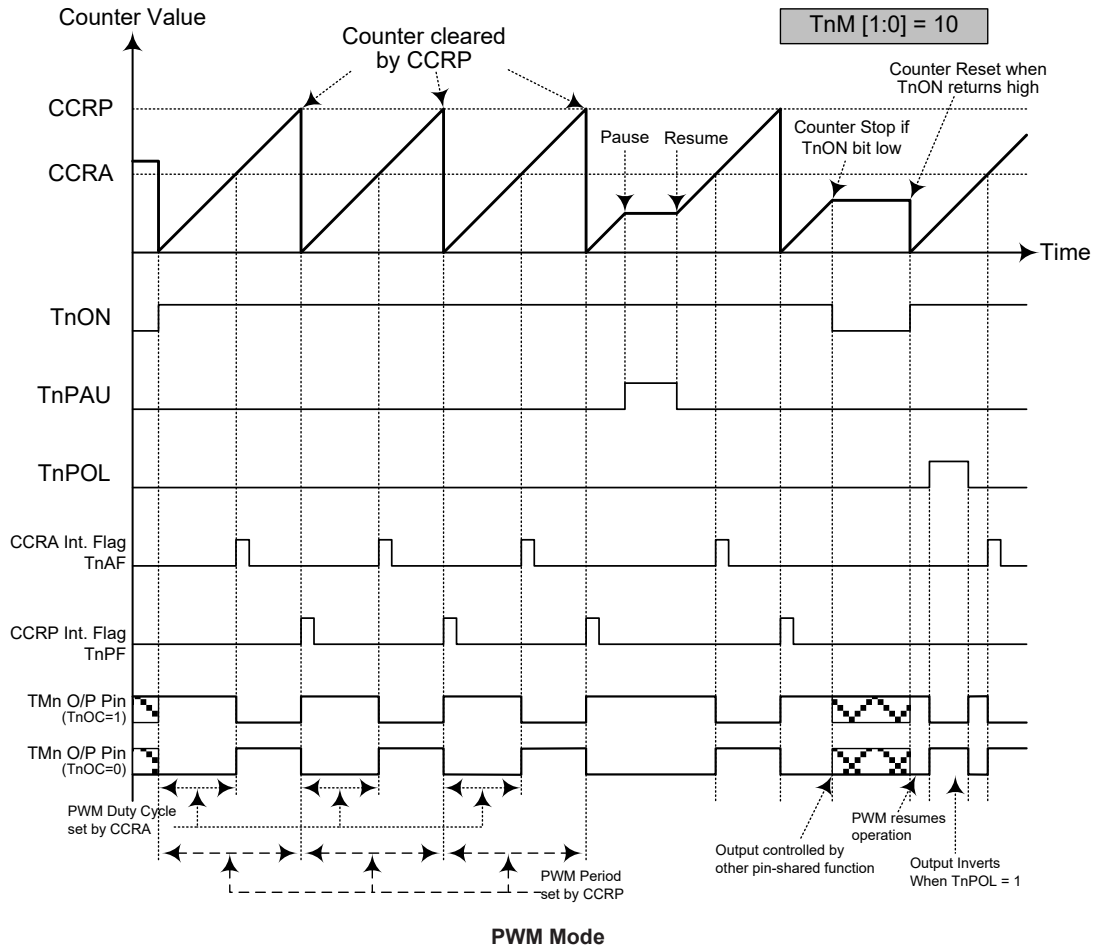 Counter Value
TnM [1:0] = 10
Counter cleared
by CCRP
Counter Reset when
TnON returns high
CCRP
Pause
Resume
Counter Stop if
TnON bit low
CCRA
Time
TnON
TnPAU
TnPOL
CCRA Int. Flag
TnAF
CCRP Int. Flag
TnPF
TMn O/P Pin
(TnOC=1)
TMn O/P Pin
(TnOC=0)
PWM Duty Cycle
set by CCRA
PWM resumes
operation
Output controlled by
other pin-shared function
Output Inverts
When TnPOL = 1
PWM Period
set by CCRP
PWM Mode